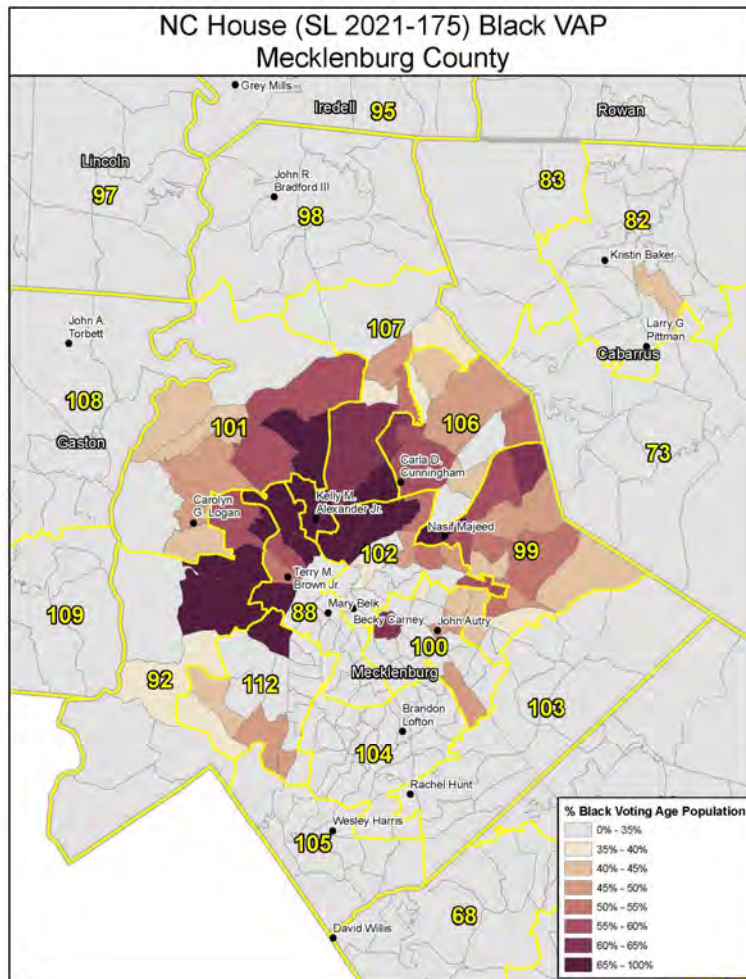 NC House (SL 2021-175) Black VAP
Mecklenburg County
Grey Mills
Iredell
95
Rowan
Lincoln
97
John R
Bradford III
98
83
82
Kristin Baker
John A
Torbett
107
Larry G
Pittman
Cabarrus
108
101
106
Gaston
73
Carla D.
Cunningham
Carolyn
G. Logan
Kelly M.
Alexander Jr.
Nasif Majeed
102
99
Terry M.
Brown Jr.
109
88
Mary Belk
Becky Carney
John Autry
100
Mecklenburg
92
112
103
Brandon
Lofton
104
Rachel Hunt
Wesley Harris
105
68
David Willis
% Black Voting Age Population
0% - 35%
35% - 40%
40% - 45%
45% - 50%
50% - 55%
55% - 60%
60% - 65%
65% - 100%